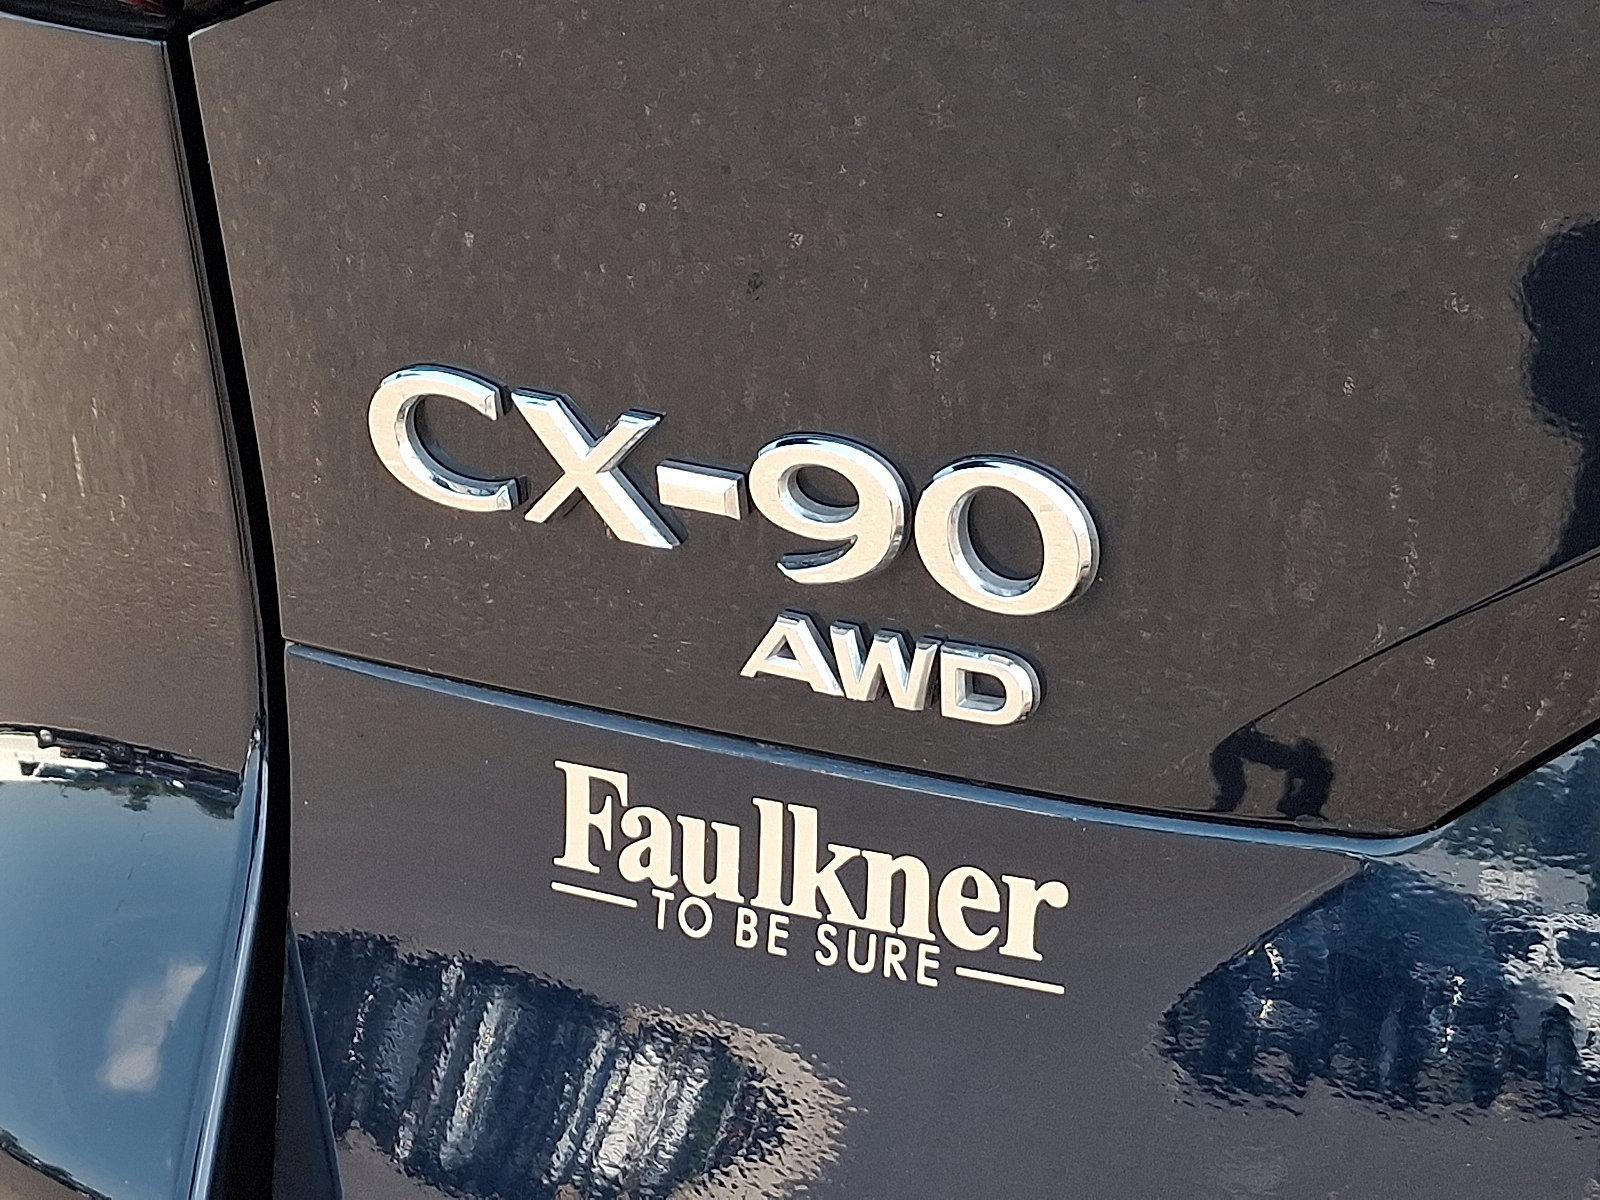 CX-90
AWD
Faulkner
TO BE SURE